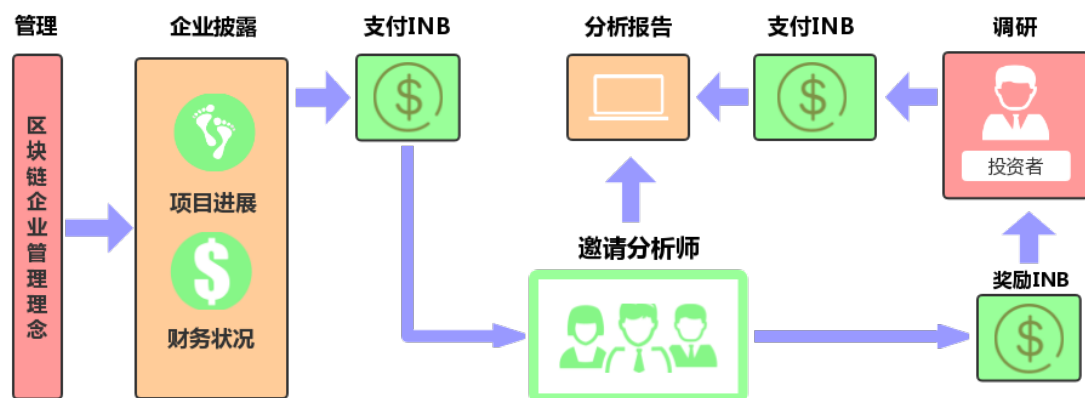 管理
企业披露
支付INB
分析报告
支付INB
调研
区块链企业管理理念
项目进展
财务状况
投资者
邀请分析师
奖励INB